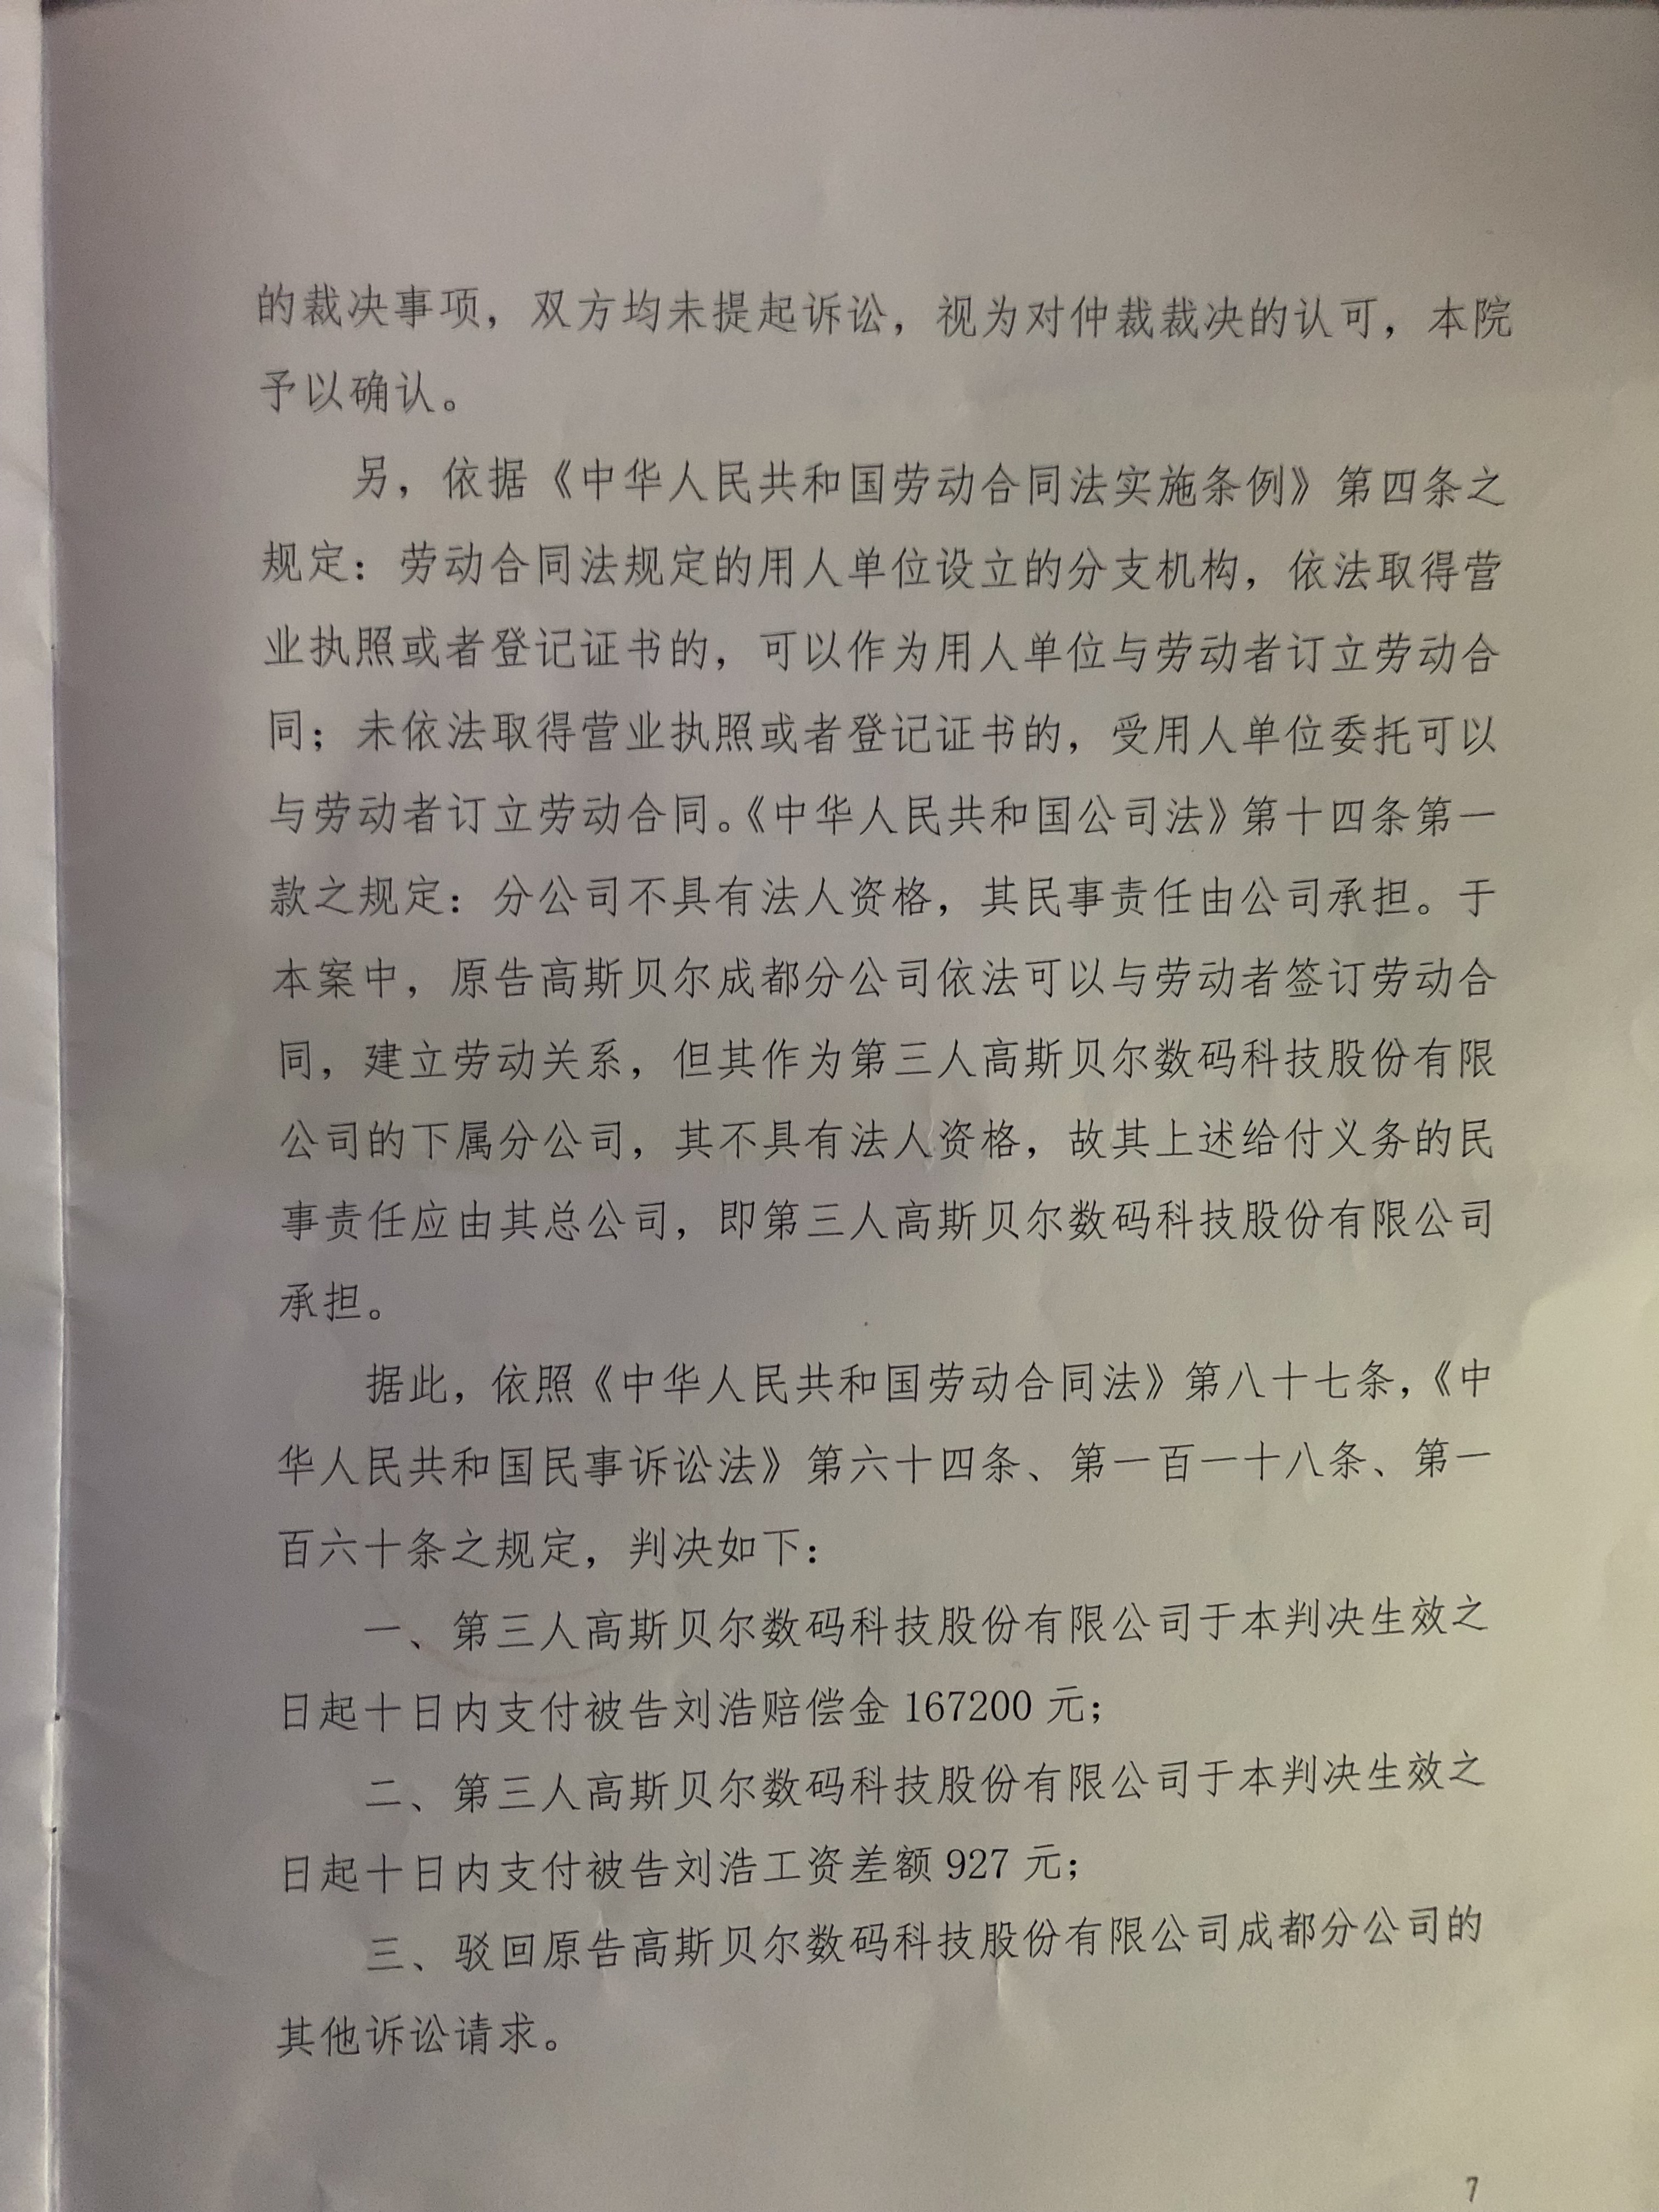 的裁决事项，双方均未提起诉讼，视为对仲裁裁决的认可，本院
予以确认。
另，依据《中华人民共和国劳动合同法实施条例》第四条之
规定：劳动合同法规定的用人单位设立的分支机构，依法取得营
业执照或者登记证书的，可以作为用人单位与劳动者订立劳动合
同；未依法取得营业执照或者登记证书的，受用人单位委托可以
与劳动者订立劳动合同。《中华人民共和国公司法》第十四条第一
款之规定：分公司不具有法人资格，其民事责任由公司承担。于
本案中，原告高斯贝尔成都分公司依法可以与劳动者签订劳动合
同，建立劳动关系，但其作为第三人高斯贝尔数码科技股份有限
公司的下属分公司，其不具有法人资格，故其上述给付义务的民
事责任应由其总公司，即第三人高斯贝尔数码科技股份有限公司
承担。
据此，依照《中华人民共和国劳动合同法》第八十七条，《中
华人民共和国民事诉讼法》第六十四条、第一百一十八条、第一
百六十条之规定，判决如下：
一、第三人高斯贝尔数码科技股份有限公司于本判决生效之
日起十日内支付被告刘浩赔偿金 167200 元；
二、第三人高斯贝尔数码科技股份有限公司于本判决生效之
日起十日内支付被告刘浩工资差额 927 元；
三、驳回原告高斯贝尔数码科技股份有限公司成都分公司的
其他诉讼请求。
7